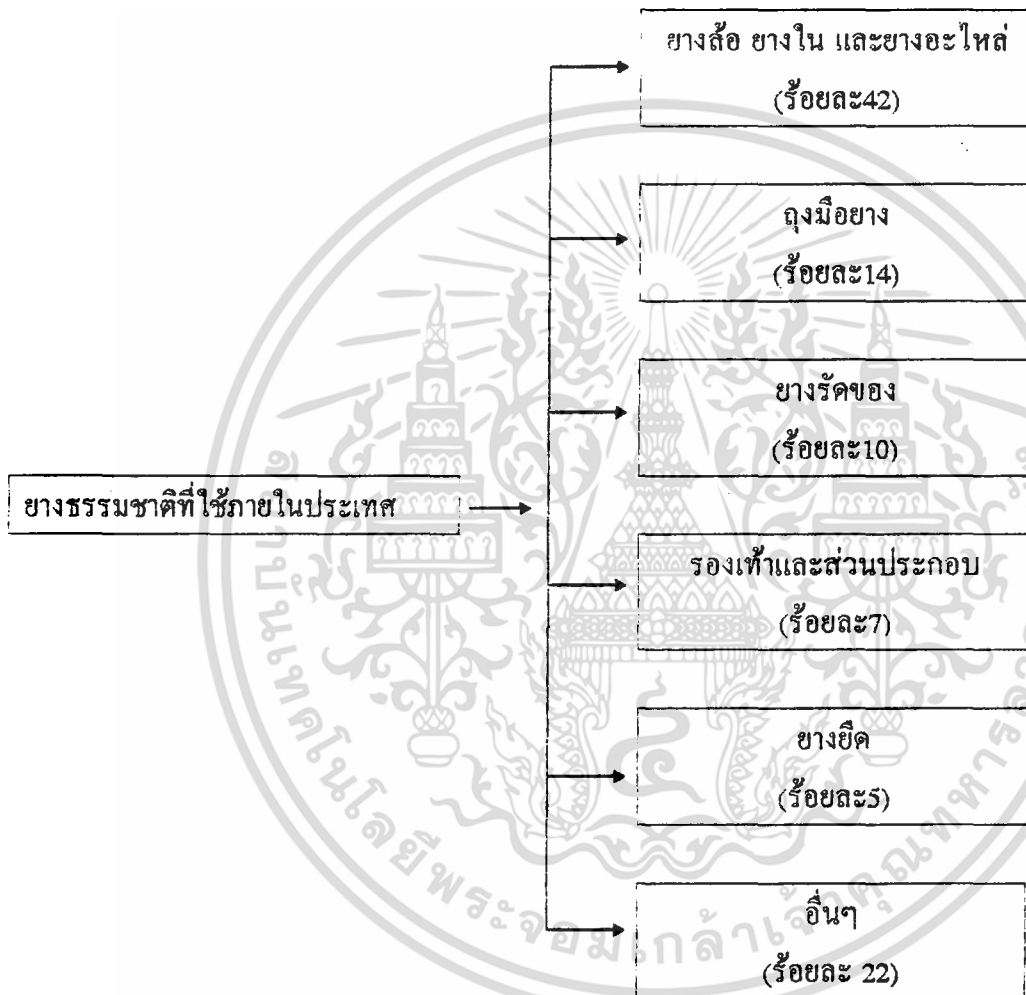 ยางล้อ ยางใน และยางอะไหล่
(ร้อยละ42)
ถุงมือยาง
(ร้อยละ14)
ยางรัดของ
(ร้อยละ10)
ยางธรรมชาติที่ใช้ภายในประเทศ
รองเท้าและส่วนประกอบ
(ร้อยละ7)
ยางยืด
(ร้อยละ5)
อื่นๆ
(ร้อยละ 22)